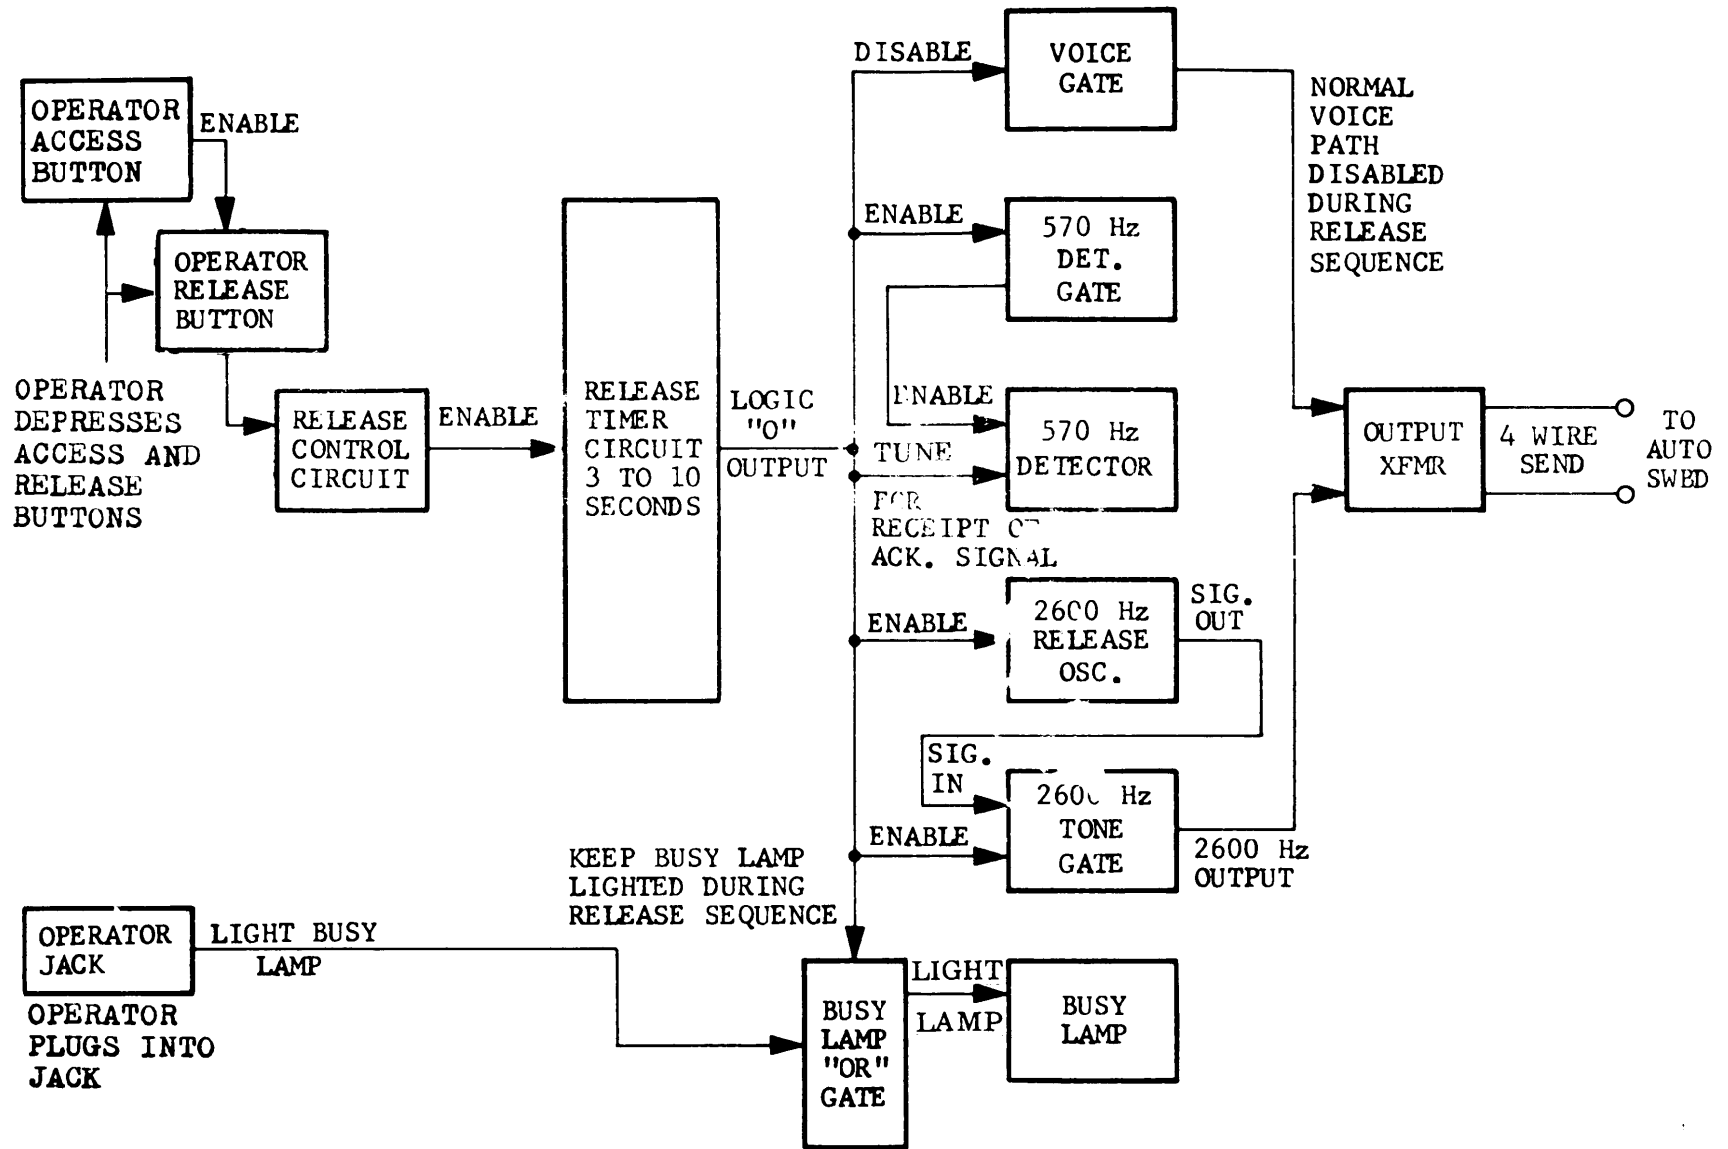 OPERATOR
ACCESS
BUTTON
ENABLE
OPERATOR
RELEASE
BUTTON
OPERATOR
DEPRESSES
ACCESS AND
RELEASE
BUTTONS
RELEASE
CONTROL
CIRCUIT
ENABLE
RELEASE
TIMER
CIRCUIT
3 TO 10
SECONDS
LOGIC
"O"
OUTPUT
DISABLE
VOICE
GATE
NORMAL
VOICE
PATH
DISABLED
DURING
RELEASE
SEQUENCE
ENABLE
570 Hz
DET.
GATE
ENABLE
570 Hz
DETECTOR
TUNE
FOR
RECEIPT OF
ACK. SIGNAL
ENABLE
2600 Hz
RELEASE
OSC.
SIG.
OUT
SIG.
IN
ENABLE
2600 Hz
TONE
GATE
2600 Hz
OUTPUT
OUTPUT
XFMR
4 WIRE
SEND
TO
AUTO
SWBD
KEEP BUSY LAMP
LIGHTED DURING
RELEASE SEQUENCE
OPERATOR
JACK
LIGHT BUSY
LAMP
OPERATOR
PLUGS INTO
JACK
BUSY
LAMP
"OR"
GATE
LIGHT
LAMP
BUSY
LAMP